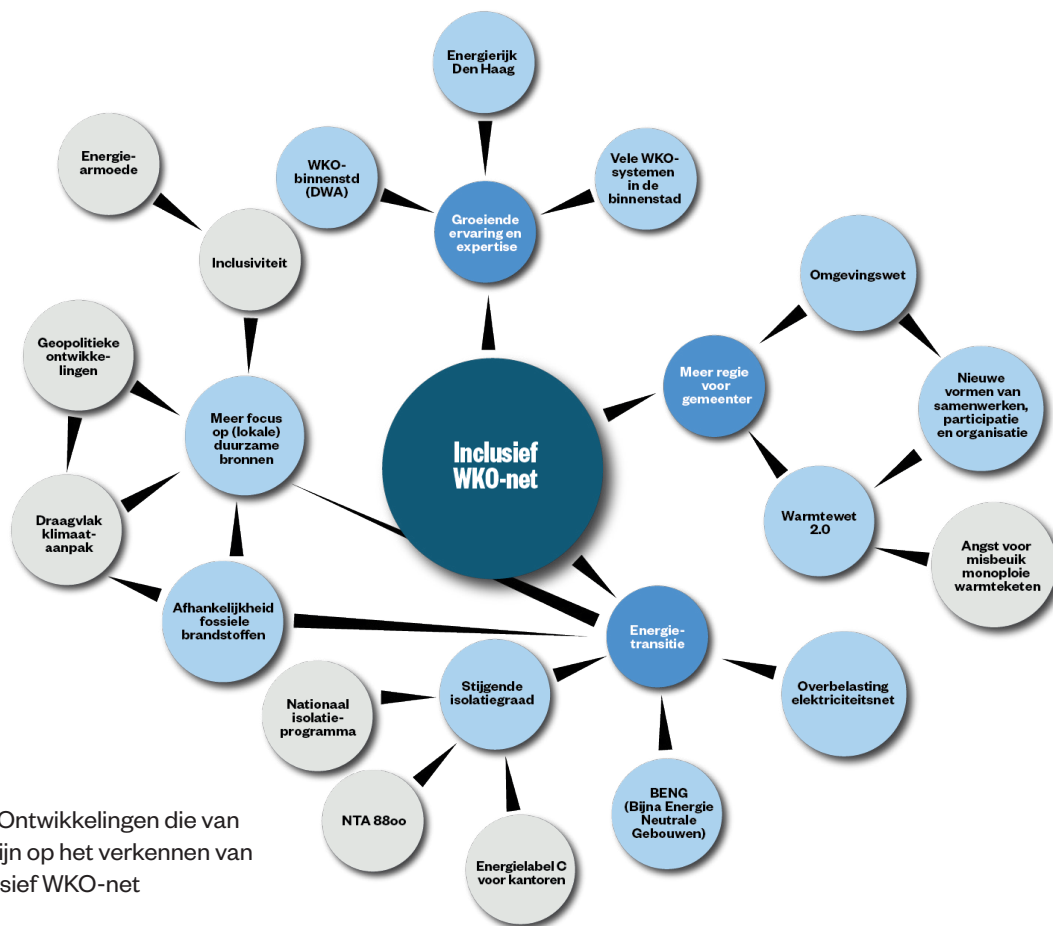 Energierijk
Den Haag
Energie-
armoede
WKO-
binnenstd
(DWA)
Vele WKO-
systemen
in de
binnenstad
Groeiende
ervaring en
expertise
Inclusiviteit
Omgevingswet
Geopolitieke
ontwikke-
lingen
Meer regie
voor
gemeenter
Nieuwe
vormen van
samenwerken,
participatie
en organisatie
Meer focus
op (lokale)
duurzame
bronnen
Inclusief
WKO-net
Draagvlak
klimaat-
aanpak
Warmtewet
2.0
Angst voor
misbeuik
monoploie
warmteketen
Afhankelijkheid
fossiele
brandstoffen
Energie-
transitie
Stijgende
isolatiegraad
Overbelasting
elektriciteitsnet
Nationaal
isolatie-
programma
NTA 88oo
BENG
(Bijna Energie
Neutrale
Gebouwen)
Energielabel C
voor kantoren
Ontwikkelingen die van
ijn op het verkennen van
sief WKO-net